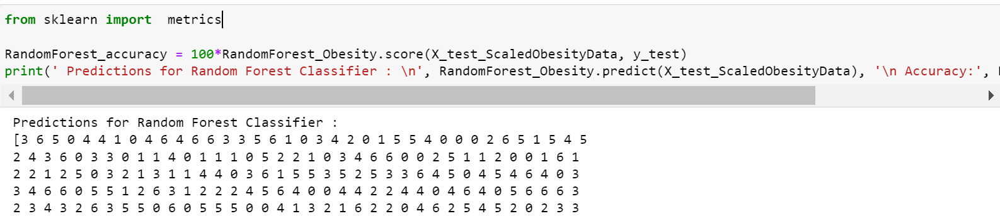 from sklearn import  metrics
RandomForest_accuracy = 100*RandomForest_Obesity.score(X_test_ScaledObesityData, y_test)
print(' Predictions for Random Forest Classifier : \n', RandomForest_Obesity.predict(X_test_ScaledObesityData), '\n Accuracy:',
Predictions for Random Forest Classifier :
[3 6 5 0 4 4 1 0 4 6 4 6 6 3 3 5 6 1 0 3 4 2 0 1 5 5 4 0 0 0 2 6 5 1 5 4 5
2 4 3 6 0 3 3 0 1 1 4 0 1 1 1 0 5 2 2 1 0 3 4 6 6 0 0 2 5 1 1 2 0 0 1 6 1
2 2 1 2 5 0 3 2 1 3 1 1 4 4 0 3 6 1 5 5 3 5 2 5 3 3 6 4 5 0 4 5 4 6 4 0 3
3 4 6 6 0 5 5 1 2 6 3 1 2 2 2 4 5 6 4 0 0 4 4 2 2 4 4 0 4 6 4 0 5 6 6 6 3
2 3 4 3 2 6 3 5 5 0 6 0 5 5 5 0 0 4 1 3 2 1 6 2 2 0 4 6 2 5 4 5 2 0 2 3 3